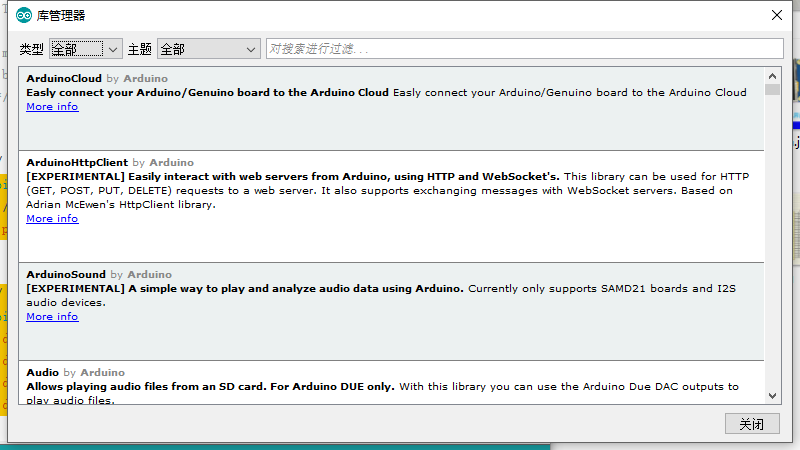 库管理器
类型 全部 主题 全部 对搜索进行过滤...
ArduinoCloud by Arduino
Easly connect your Arduino/Genuino board to the Arduino Cloud Easly connect your Arduino/Genuino board to the Arduino Cloud
More info
ArduinoHttpClient by Arduino
[EXPERIMENTAL] Easily interact with web servers from Arduino, using HTTP and WebSocket's. This library can be used for HTTP
(GET, POST, PUT, DELETE) requests to a web server. It also supports exchanging messages with WebSocket servers. Based on
Adrian McEwen's HttpClient library.
More info
ArduinoSound by Arduino
[EXPERIMENTAL] A simple way to play and analyze audio data using Arduino. Currently only supports SAMD21 boards and I2S
audio devices.
More info
Audio by Arduino
Allows playing audio files from an SD card. For Arduino DUE only. With this library you can use the Arduino Due DAC outputs to
play audio files.
关闭